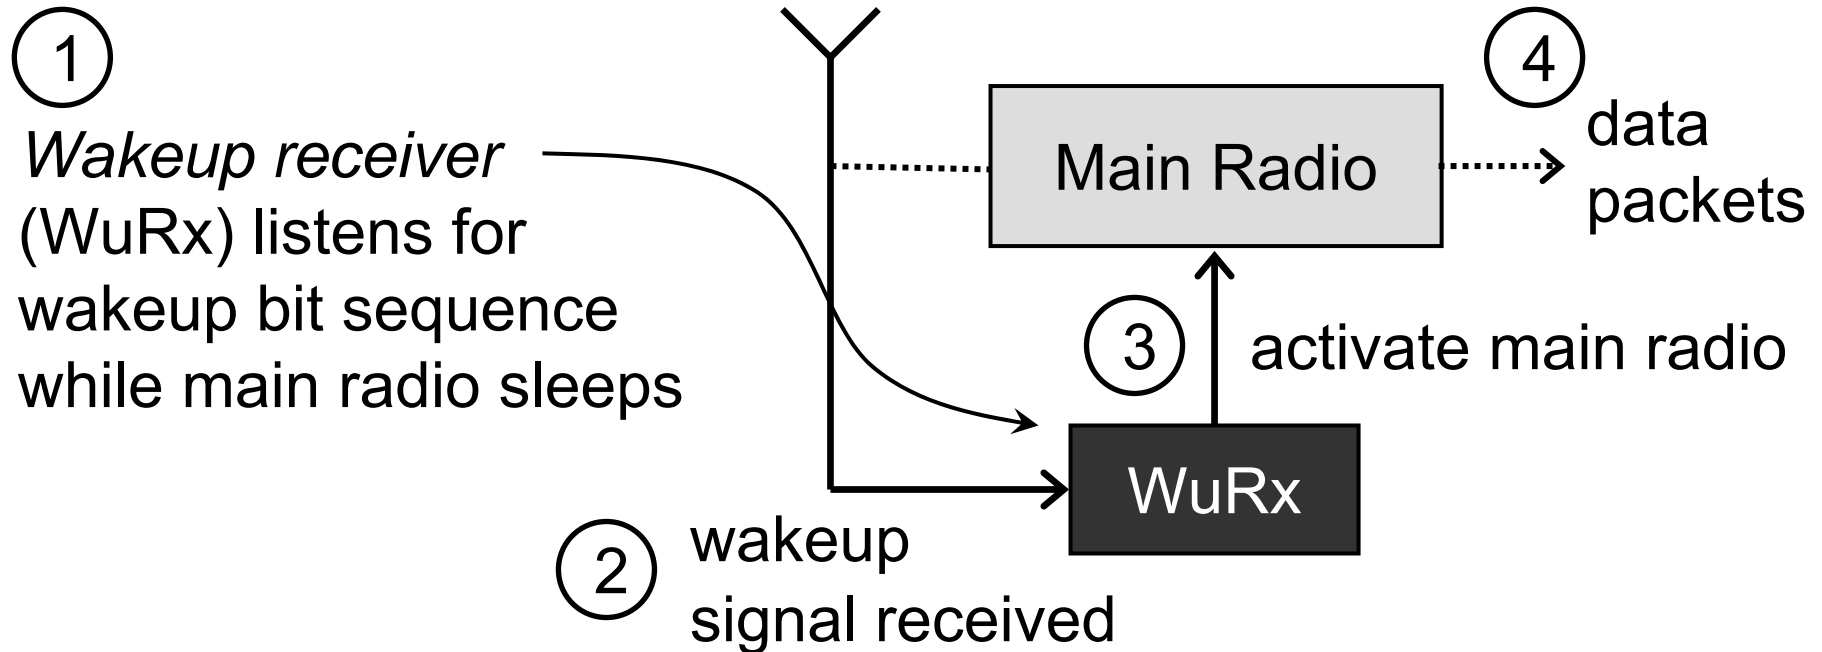 1
Wakeup receiver
(WuRx) listens for
wakeup bit sequence
while main radio sleeps
2
wakeup
signal received
3
activate main radio
WuRx
Main Radio
4
data
packets